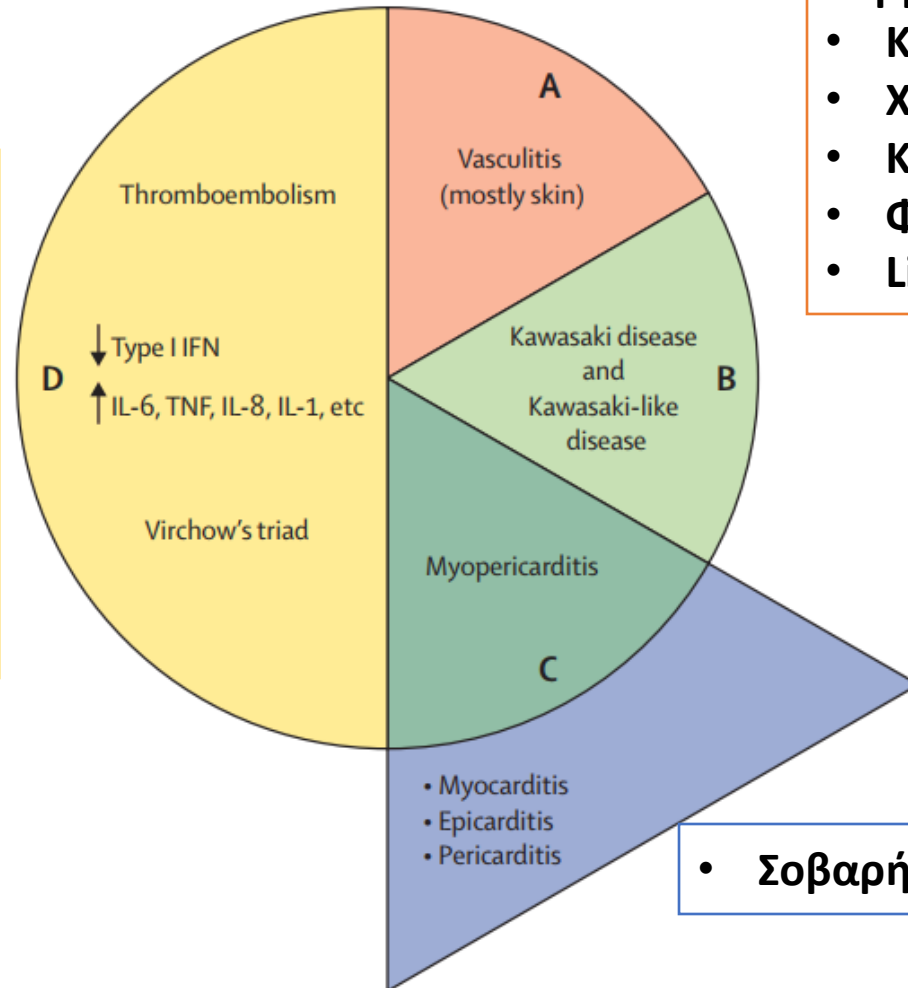 A
Vasculitis
(mostly skin)
Thromboembolism
↓ Type I IFN
D
↑ IL-6, TNF, IL-8, IL-1, etc
Virchow's triad
Kawasaki disease
and
Kawasaki-like
disease
B
Myopericarditis
C
• Myocarditis
• Epicarditis
• Pericarditis
•
•
•
•
•
• Σοβαρή